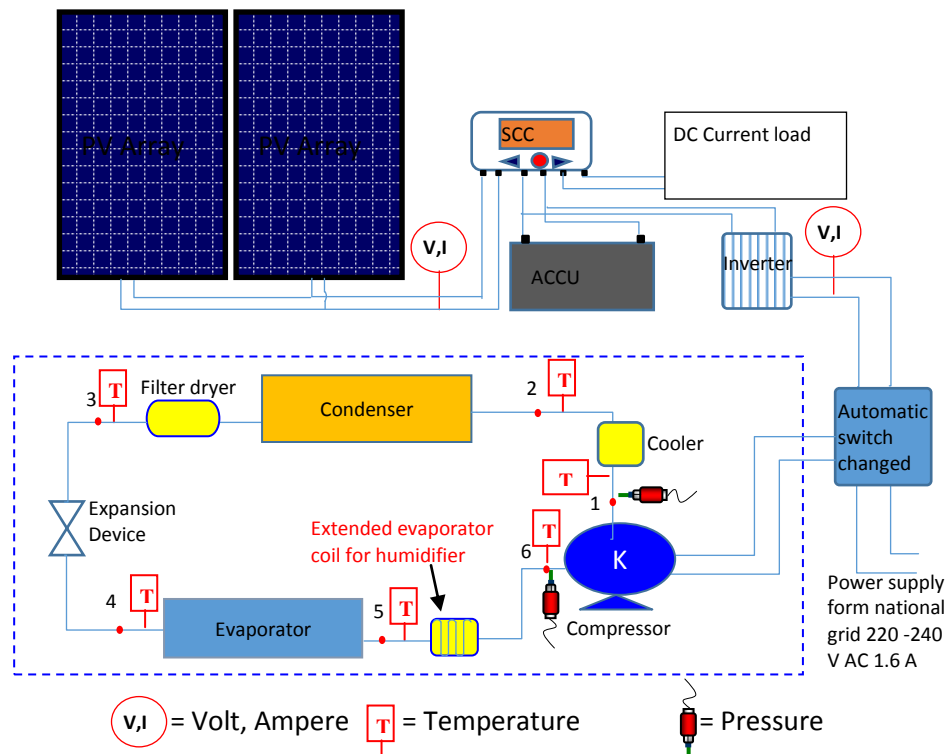 PV Array
PV Array
SCC
DC Current load
V,I
ACCU
Inverter
V,I
3
T
Filter dryer
Condenser
2
T
Cooler
Automatic
switch
changed
T
1
Expansion
Device
Extended evaporator
coil for humidifier
6
T
K
4
T
Evaporator
5
T
Compressor
Power supply
form national
grid 220 -240
V AC 1.6 A
V,I = Volt, Ampere T = Temperature = Pressure